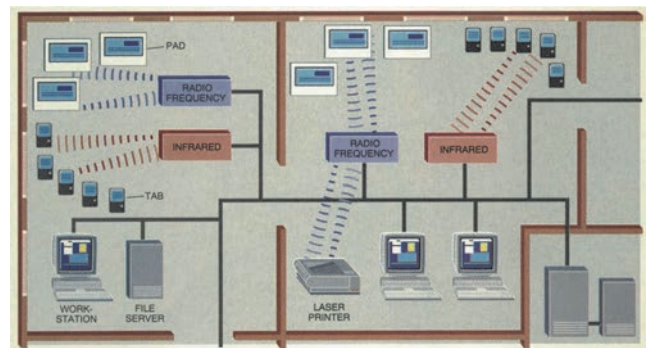 PAD
RADIO
FREQUENCY
INFRARED
TAB
WORK-
STATION
FILE
SERVER
RADIO
FREQUENCY
INFRARED
LASER
PRINTER